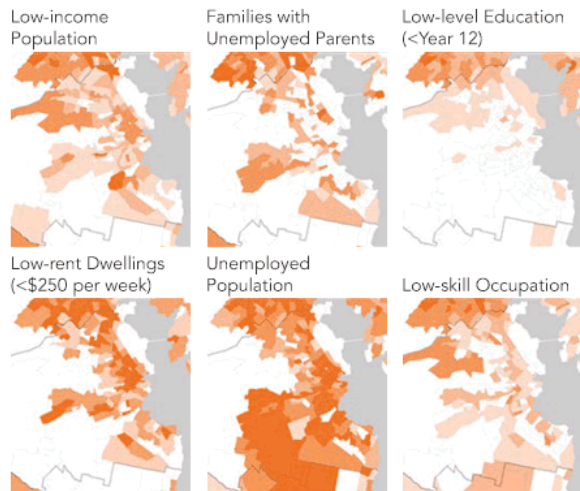 Low-income
Population
Families with
Unemployed Parents
Low-level Education
(<Year 12)
Low-rent Dwellings
(<$250 per week)
Unemployed
Population
Low-skill Occupation